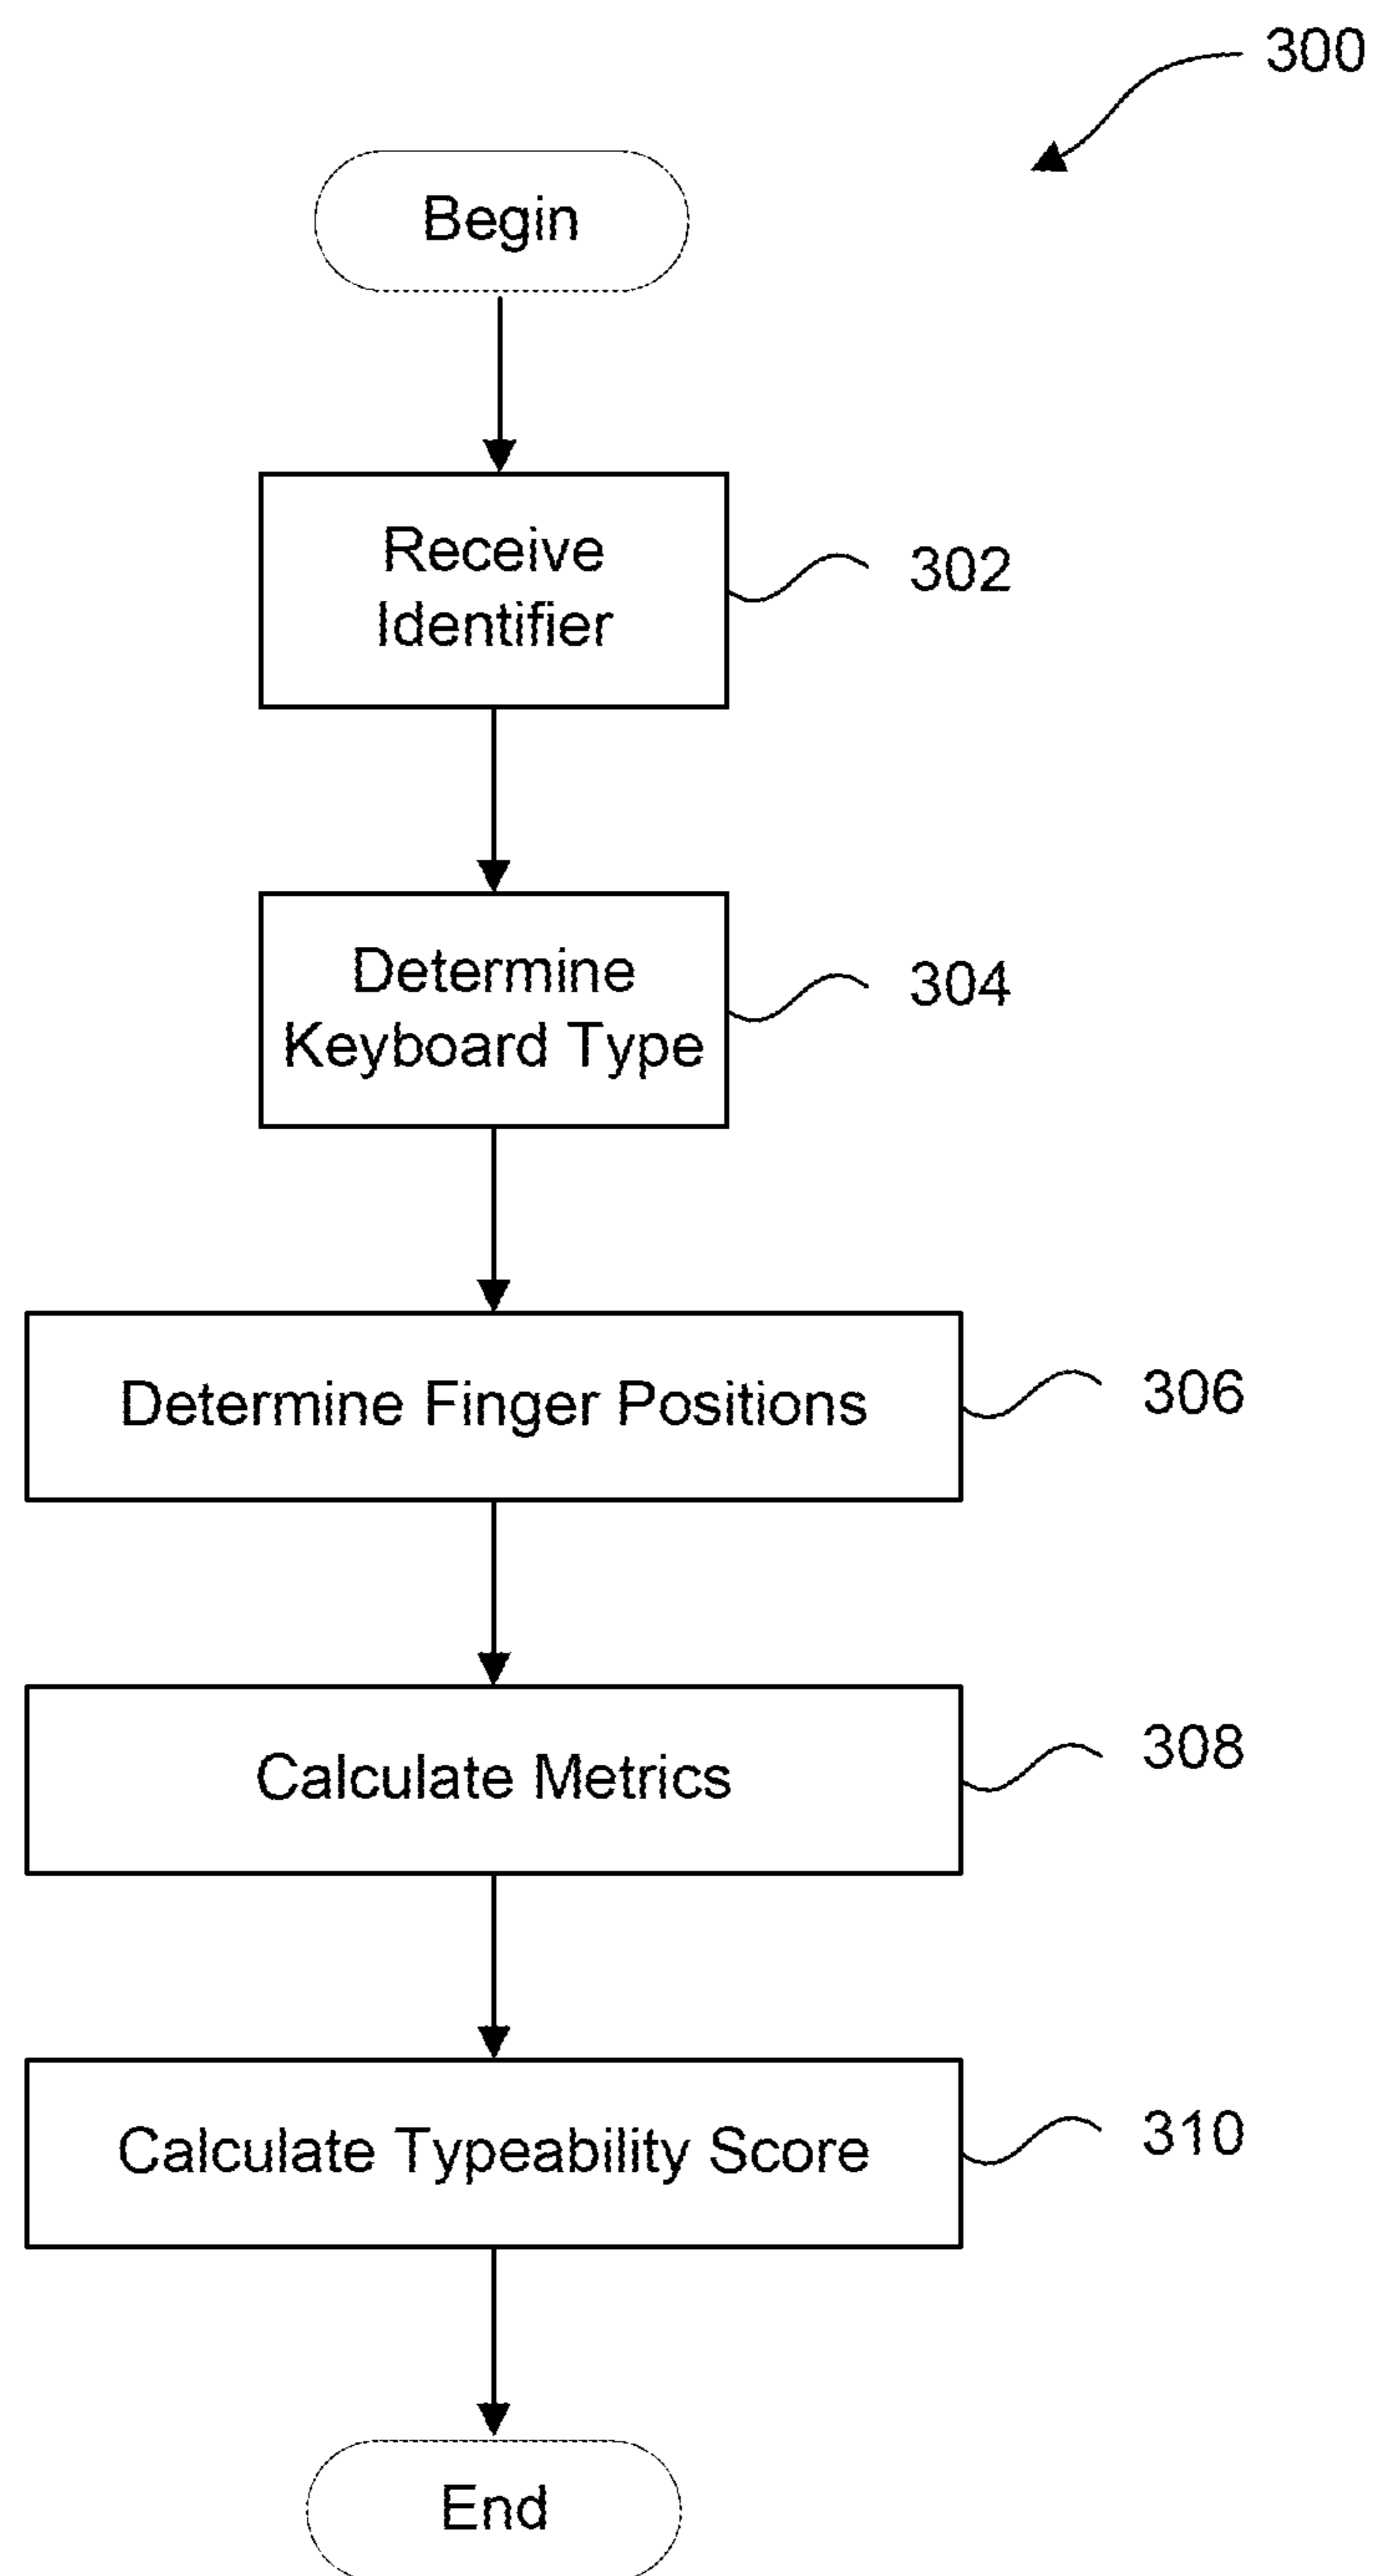 300
Begin
Receive
Identifier
302
Determine
Keyboard Type
304
Determine Finger Positions
306
Calculate Metrics
308
Calculate Typeability Score
310
End